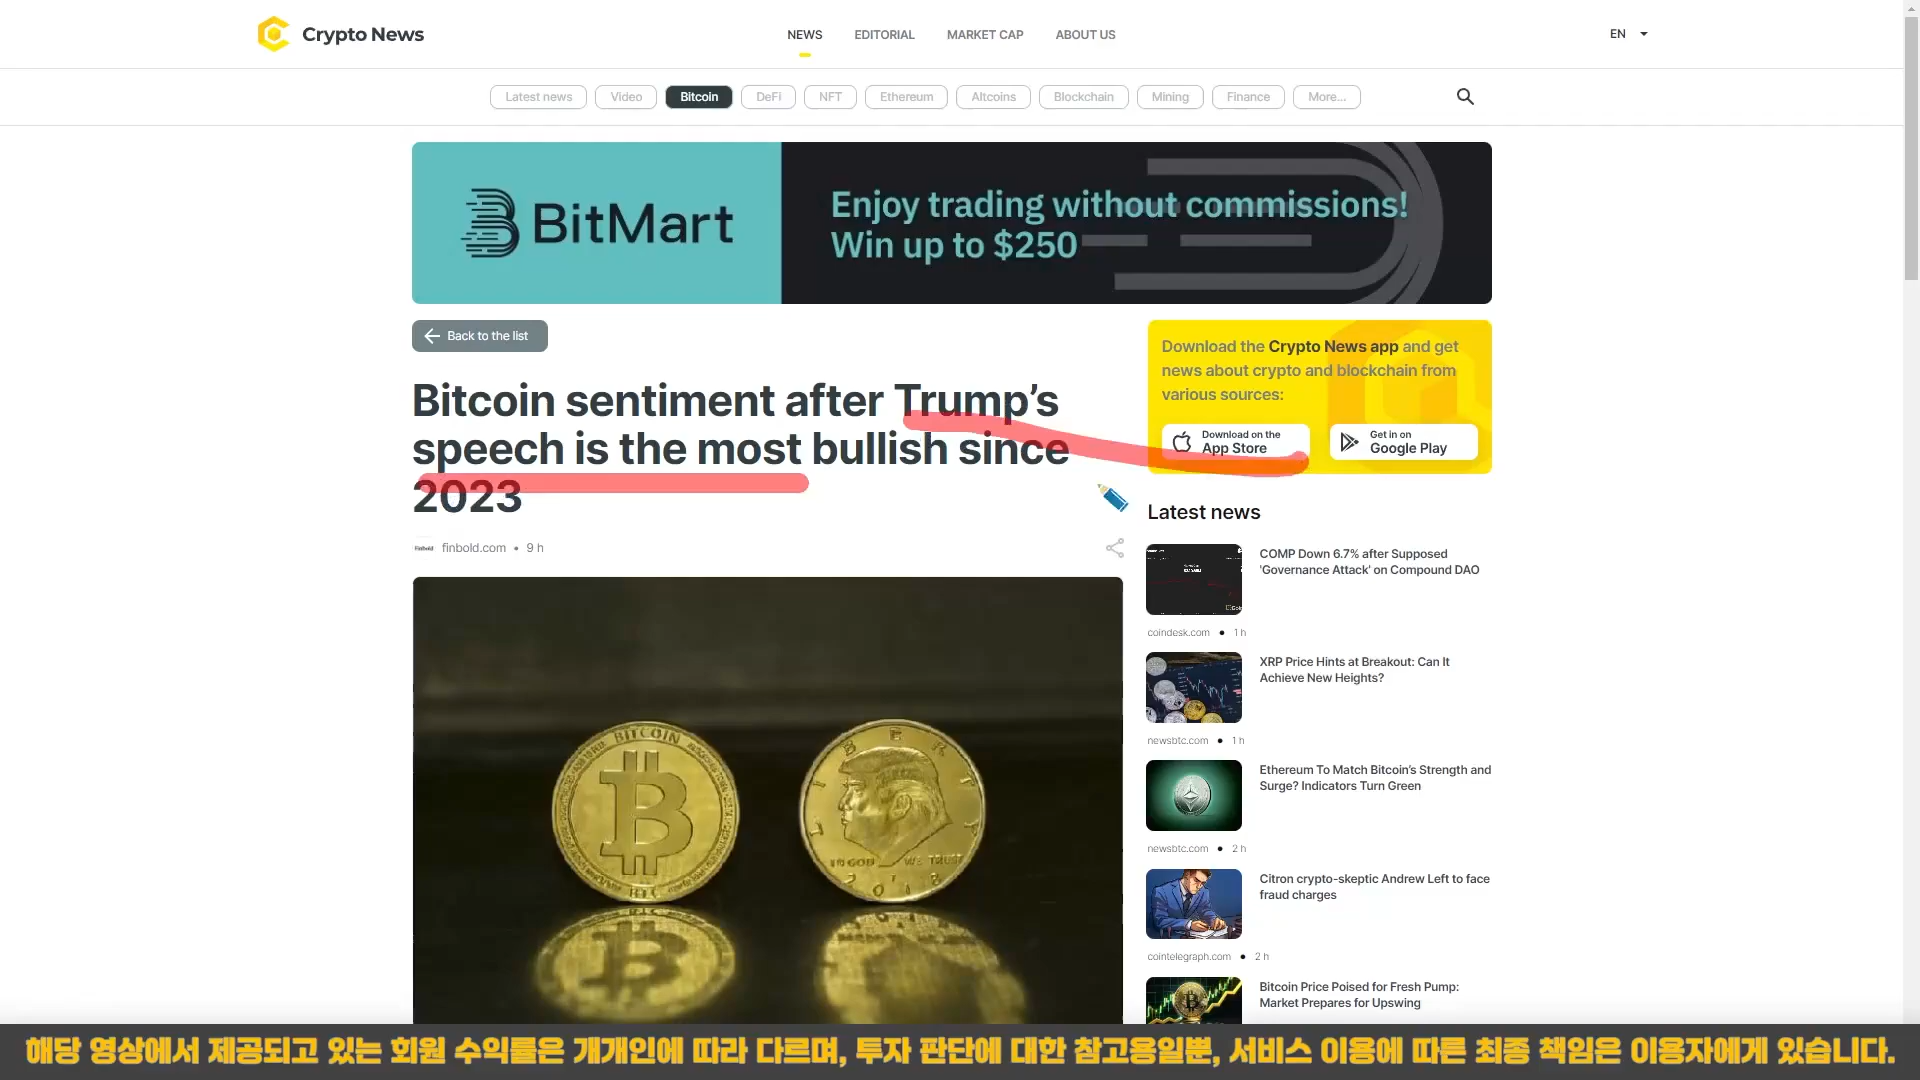 Crypto News
NEWS
EDITORIAL
MARKET CAP
ABOUT US
EN
Latest news
Video
Bitcoin
DeFi
NFT
Ethereum
Altcoins
Blockchain
Mining
Finance
More...
BitMart
Enjoy trading without commissions!
Win up to $250
Back to the list
Bitcoin sentiment after Trump’s
speech is the most bullish since
2023
Finbold
finbold.com • 9 h
BITCOIN
BTC
LIBERTY
IN GOD WE TRUST
2018
Download the Crypto News app and get
news about crypto and blockchain from
various sources:
Download on the
App Store
Get in on
Google Play
Latest news
COMP Down 6.7% after Supposed
'Governance Attack' on Compound DAO
coindesk.com • 1 h
XRP Price Hints at Breakout: Can It
Achieve New Heights?
newsbtc.com • 1 h
Ethereum To Match Bitcoin’s Strength and
Surge? Indicators Turn Green
newsbtc.com • 2 h
Citron crypto-skeptic Andrew Left to face
fraud charges
cointelegraph.com • 2 h
Bitcoin Price Poised for Fresh Pump:
Market Prepares for Upswing
해당 영상에서 제공되고 있는 회원 수익률은 개개인에 따라 다르며, 투자 판단에 대한 참고용일뿐, 서비스 이용에 따른 최종 책임은 이용자에게 있습니다.